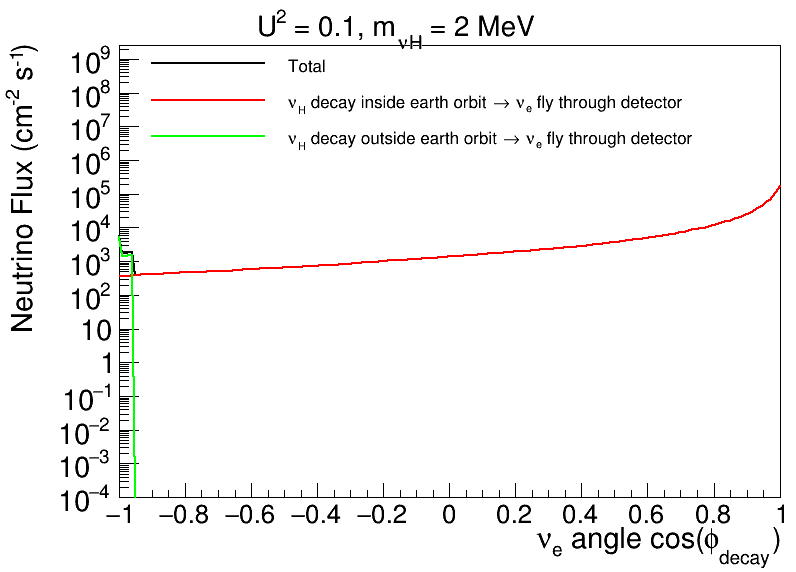 U² = 0.1, m_νH = 2 MeV
Neutrino Flux (cm⁻² s⁻¹)
Total
ν_H decay inside earth orbit → ν_e fly through detector
ν_H decay outside earth orbit → ν_e fly through detector
10⁹
10⁸
10⁷
10⁶
10⁵
10⁴
10³
10²
10
1
10⁻¹
10⁻²
10⁻³
10⁻⁴
−1 −0.8 −0.6 −0.4 −0.2 0 0.2 0.4 0.6 0.8 1
ν_e angle cos(ϕ_decay)